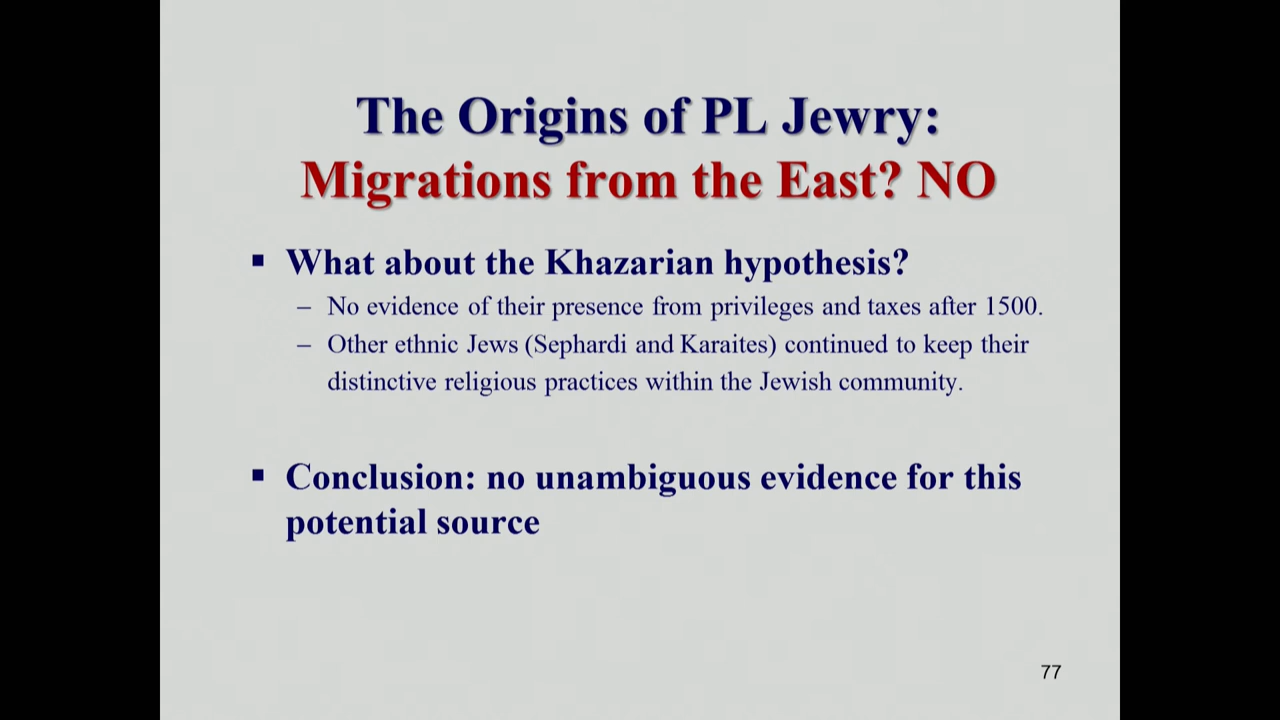 The Origins of PL Jewry:
Migrations from the East? NO
▪ What about the Khazarian hypothesis?
– No evidence of their presence from privileges and taxes after 1500.
– Other ethnic Jews (Sephardi and Karaites) continued to keep their
distinctive religious practices within the Jewish community.
▪ Conclusion: no unambiguous evidence for this
potential source
77